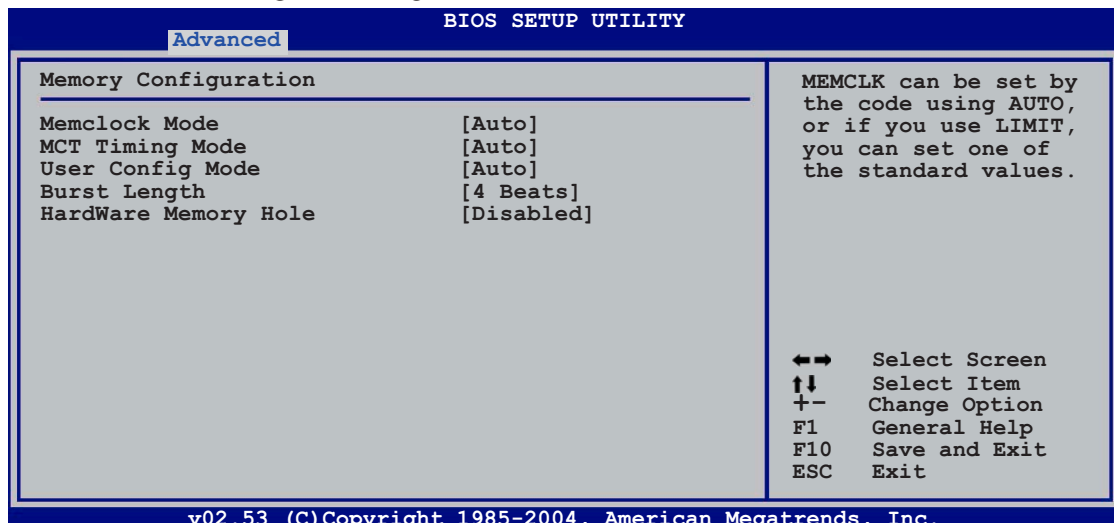 BIOS SETUP UTILITY
Advanced
Memory Configuration
Memclock Mode [Auto]
MCT Timing Mode [Auto]
User Config Mode [Auto]
Burst Length [4 Beats]
HardWare Memory Hole [Disabled]
MEMCLK can be set by
the code using AUTO,
or if you use LIMIT,
you can set one of
the standard values.
←→ Select Screen
↑↓ Select Item
+- Change Option
F1 General Help
F10 Save and Exit
ESC Exit
v02.53 (C)Copyright 1985-2004, American Megatrends, Inc.